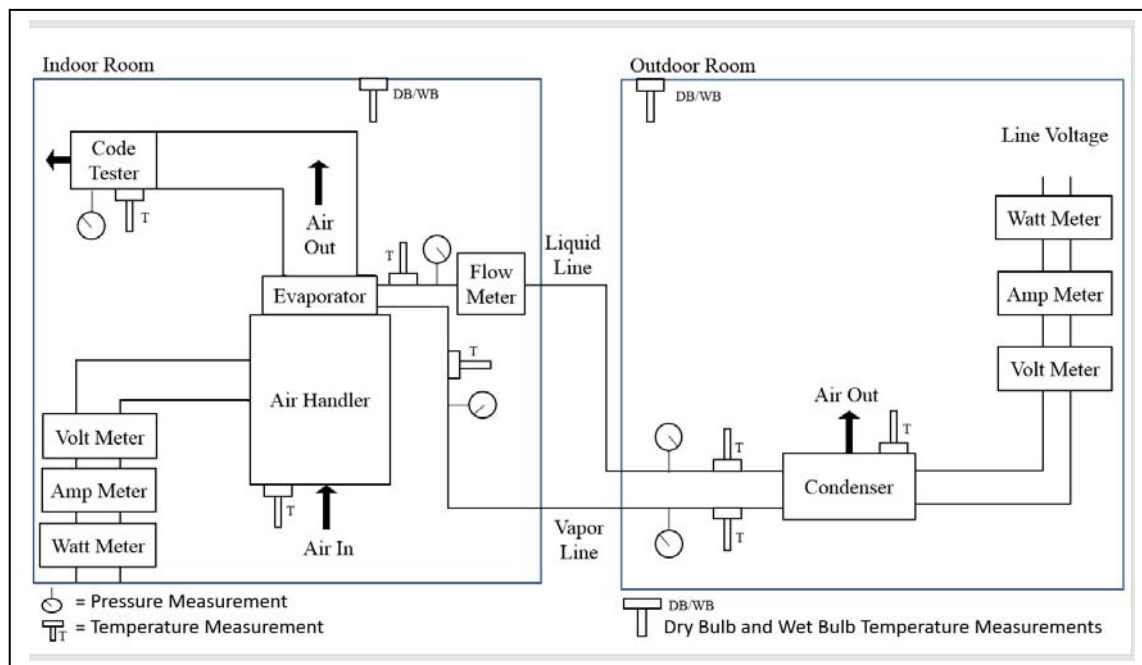 Indoor Room
DB/WB
Code
Tester
T
Air
Out
T
Flow
Meter
Liquid
Line
Evaporator
T
Air Handler
Volt Meter
Amp Meter
Watt Meter
T
Air In
Vapor
Line
Outdoor Room
DB/WB
Line Voltage
Watt Meter
Amp Meter
Volt Meter
Air Out
T
T
Condenser
T
= Pressure Measurement
T
= Temperature Measurement
DB/WB
Dry Bulb and Wet Bulb Temperature Measurements